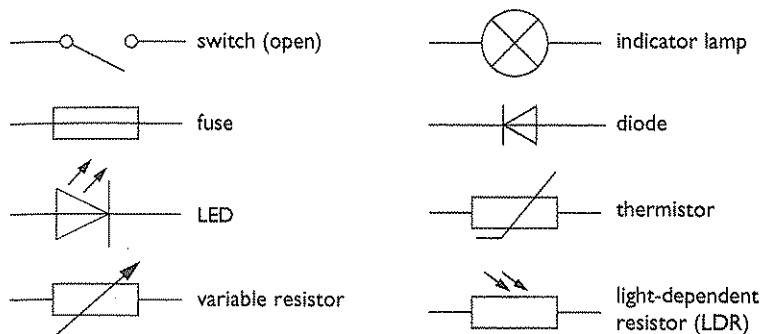 switch (open)
indicator lamp
fuse
diode
LED
thermistor
variable resistor
light-dependent
resistor (LDR)